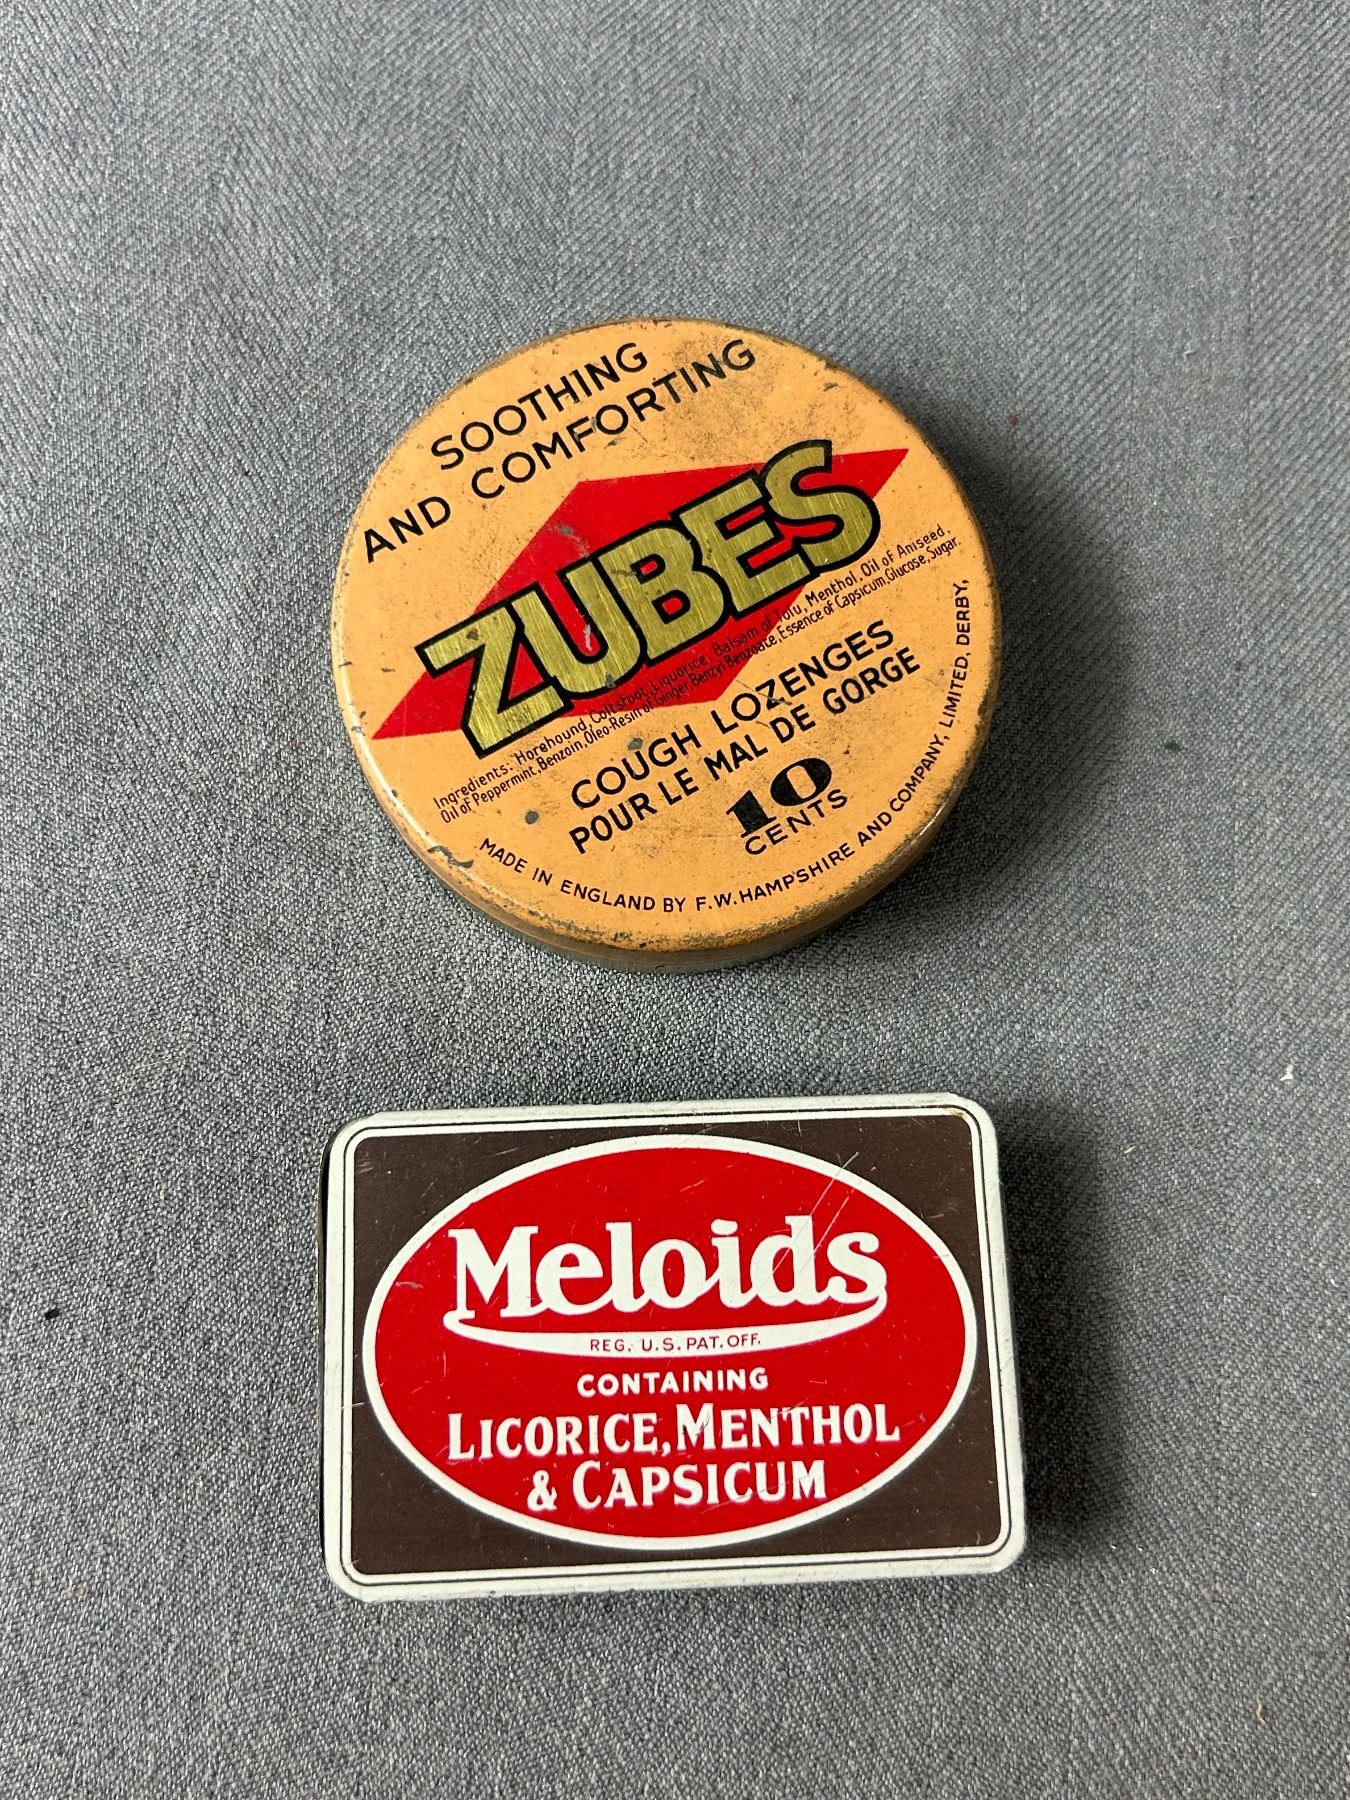 SOOTHING
AND COMFORTING
ZUBES
Ingredients: Horehound, Coltsfoot, Liquorice, Balsam of Tolu, Menthol, Oil of Aniseed,
Oil of Peppermint, Benzoin, Oleo-Resin of Ginger, Benzyl Benzoate, Essence of Capsicum, Glucose, Sugar.
COUGH LOZENGES
POUR LE MAL DE GORGE
10
CENTS
MADE IN ENGLAND BY F.W. HAMPSHIRE AND COMPANY, LIMITED, DERBY,
Meloids
REG. U.S. PAT. OFF.
CONTAINING
LICORICE, MENTHOL
& CAPSICUM